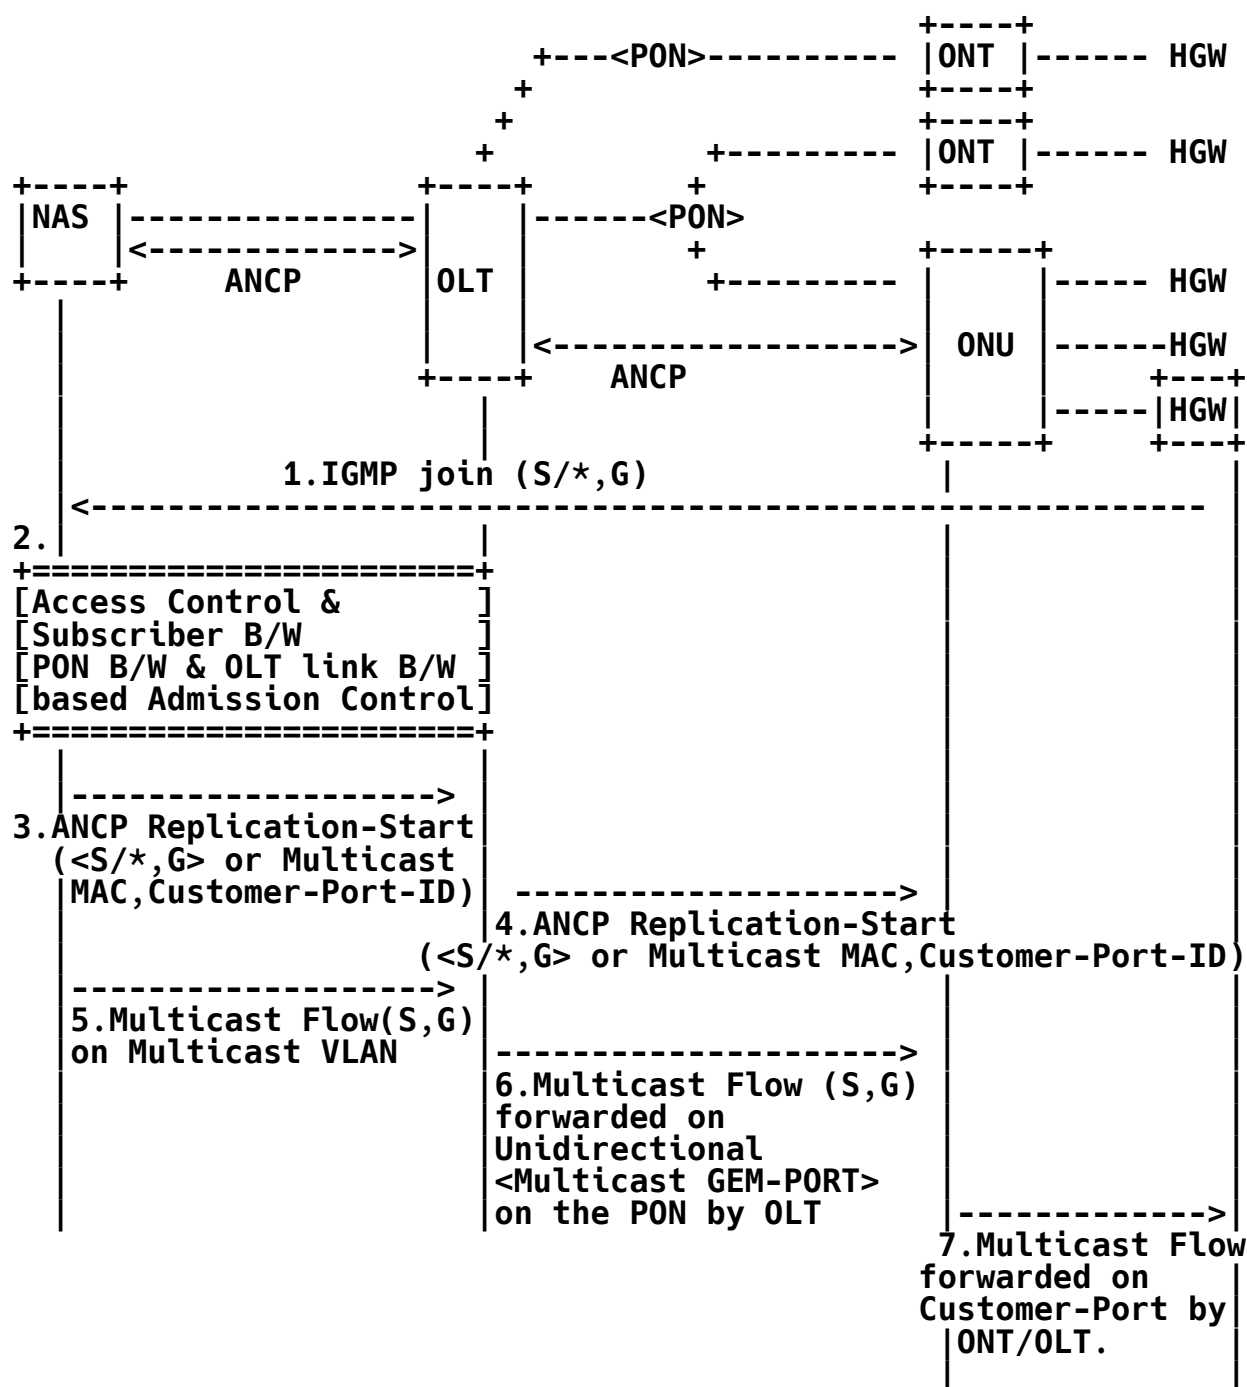 +----+
                           +---<PON>---------- |ONT |------ HGW
                          +                    +----+
                         +                     +----+
                        +           +--------- |ONT |------ HGW
+----+               +----+        +           +----+
|NAS |---------------|    |------<PON>
|    |<------------->|    |        +           +-----+
+----+     ANCP      |OLT |         +--------- |     |----- HGW
  |                  |    |                    |     |
  |                  |    |<------------------>| ONU |------HGW
  |                  +----+    ANCP            |     |     +---+
  |                     |                      |     |-----|HGW|
  |                     |                      +-----+     +---+
  |           1.IGMP join (S/*,G)               |              |
  |<----------------------------------------------------------  |
2.|                     |                       |              |
+=======================+
[Access Control &       ]
[Subscriber B/W         ]
[PON B/W & OLT link B/W ]
[based Admission Control]
+=======================+
  |                     |                       |              |
  |-------------------> |                       |              |
3.ANCP Replication-Start|                       |              |
  (<S/*,G> or Multicast |                       |              |
  |MAC,Customer-Port-ID)| --------------------> |              |
  |                     |4.ANCP Replication-Start              |
  |                  (<S/*,G> or Multicast MAC,Customer-Port-ID)
  |-------------------> |                       |              |
  |5.Multicast Flow(S,G)|                       |              |
  |on Multicast VLAN    |---------------------> |              |
  |                     |6.Multicast Flow (S,G) |              |
  |                     |forwarded on           |              |
  |                     |Unidirectional         |              |
  |                     |<Multicast GEM-PORT>   |              |
  |                     |on the PON by OLT      |------------->|
                                                7.Multicast Flow
                                               forwarded on    |
                                               Customer-Port by|
                                                |ONT/OLT.      |
                                                |              |